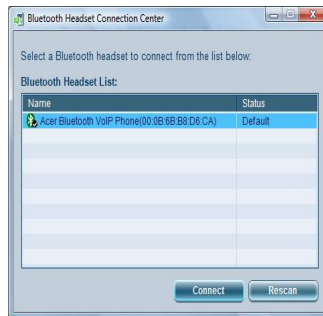 Bluetooth Headset Connection Center
Select a Bluetooth headset to connect from the list below:
Bluetooth Headset List:
Name Status
Acer Bluetooth VoIP Phone(00:0B:6B:B8:D6:CA) Default
Connect Rescan